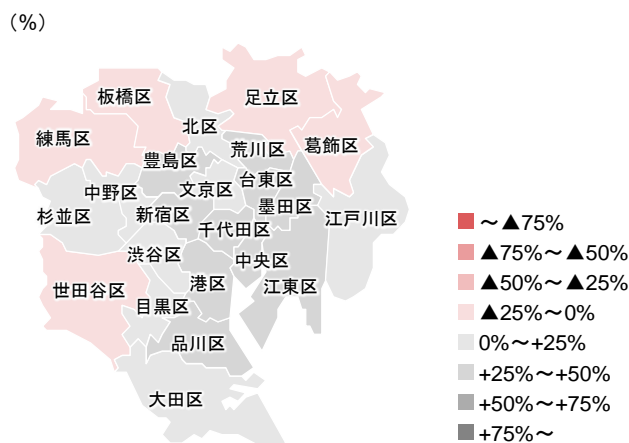 （%）
足立区
板橋区
北区
練馬区
荒川区
葛飾区
豊島区
台東区
中野区
文京区
墨田区
杉並区
新宿区
江戸川区
千代田区
渋谷区
中央区
港区
江東区
世田谷区
目黒区
品川区
大田区
～▲75%
▲75%～▲50%
▲50%～▲25%
▲25%～0%
0%～+25%
+25%～+50%
+50%～+75%
+75%～